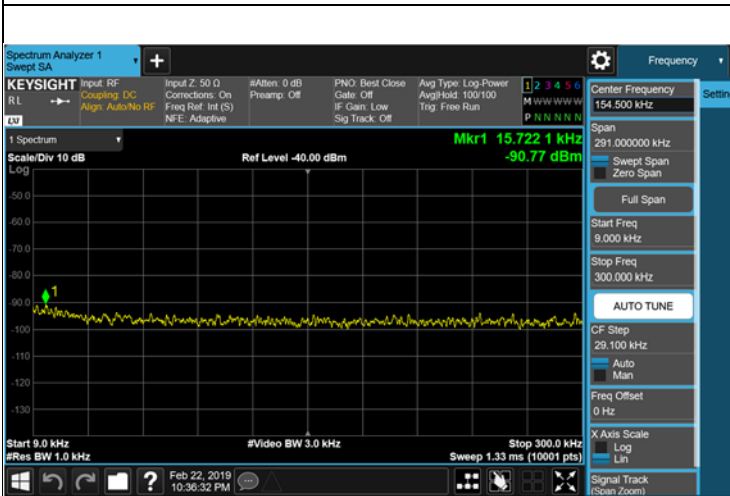 Spectrum Analyzer 1
Swept SA
+
Frequency
KEYSIGHT
RL
LXI
Input: RF
Coupling: DC
Align: Auto/No RF
Input Z: 50 Ω
Corrections: On
Freq Ref: Int (S)
NFE: Adaptive
#Atten: 0 dB
Preamp: Off
PNO: Best Close
Gate: Off
IF Gain: Low
Sig Track: Off
Avg Type: Log-Power
Avg|Hold: 100/100
Trig: Free Run
1 2 3 4 5 6
M W W W W W
P N N N N N
1 Spectrum
Scale/Div 10 dB
Log
Ref Level -40.00 dBm
Mkr1 15.722 1 kHz
-90.77 dBm
-50.0
-60.0
-70.0
-80.0
-90.0
-100
-110
-120
-130
1
Start 9.0 kHz
#Res BW 1.0 kHz
#Video BW 3.0 kHz
Stop 300.0 kHz
Sweep 1.33 ms (10001 pts)
Center Frequency
154.500 kHz
Settin
Span
291.000000 kHz
Swept Span
Zero Span
Full Span
Start Freq
9.000 kHz
Stop Freq
300.000 kHz
AUTO TUNE
CF Step
29.100 kHz
Auto
Man
Freq Offset
0 Hz
X Axis Scale
Log
Lin
Signal Track
(Span Zoom)
?
Feb 22, 2019
10:36:32 PM